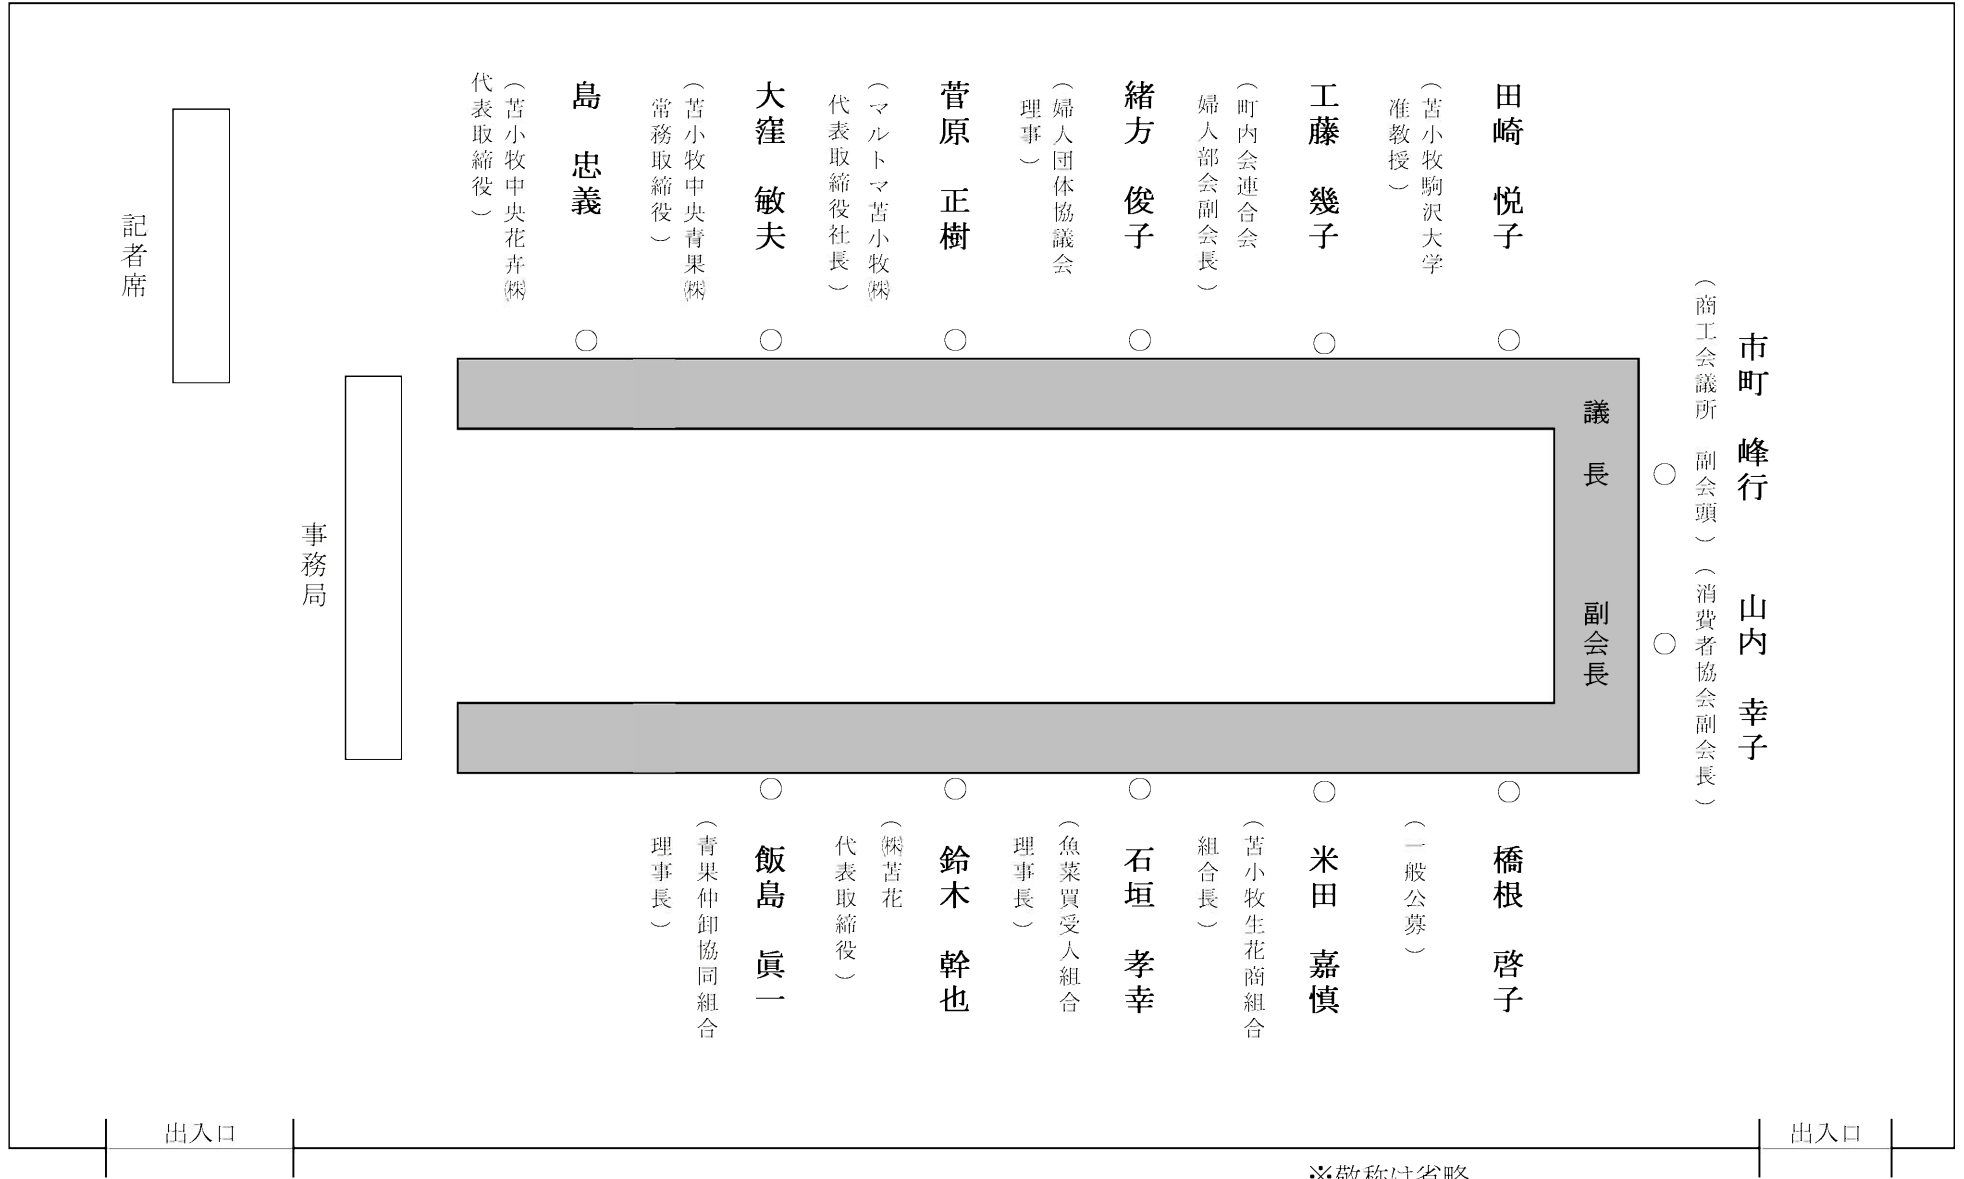 田崎 悦子
（苫小牧駒沢大学
准教授）
工藤 幾子
（町内会連合会
婦人部会副会長）
緒方 俊子
（婦人団体協議会
理事）
菅原 正樹
（マルトマ苫小牧㈱
代表取締役社長）
大窪 敏夫
（苫小牧中央青果㈱
常務取締役）
島 忠義
（苫小牧中央花卉㈱
代表取締役）
記者席
事務局
市町 峰行
（商工会議所 副会頭）
議長
山内 幸子
（消費者協会副会長）
副会長
橋根 啓子
（一般公募）
米田 嘉慎
（苫小牧生花商組合
組合長）
石垣 孝幸
（魚菜買受人組合
理事長）
鈴木 幹也
（㈱苫花
代表取締役）
飯島 眞一
（青果仲卸協同組合
理事長）
出入口
出入口
※敬称は省略